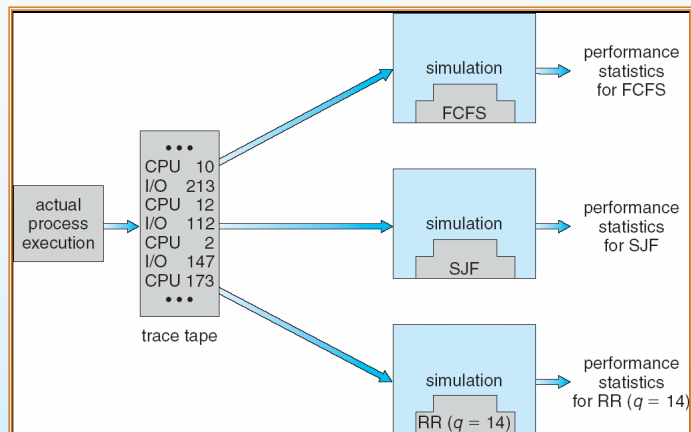 actual
process
execution
•••
CPU 10
I/O 213
CPU 12
I/O 112
CPU 2
I/O 147
CPU 173
•••
trace tape
simulation
FCFS
performance
statistics
for FCFS
simulation
SJF
performance
statistics
for SJF
simulation
RR (q = 14)
performance
statistics
for RR (q = 14)